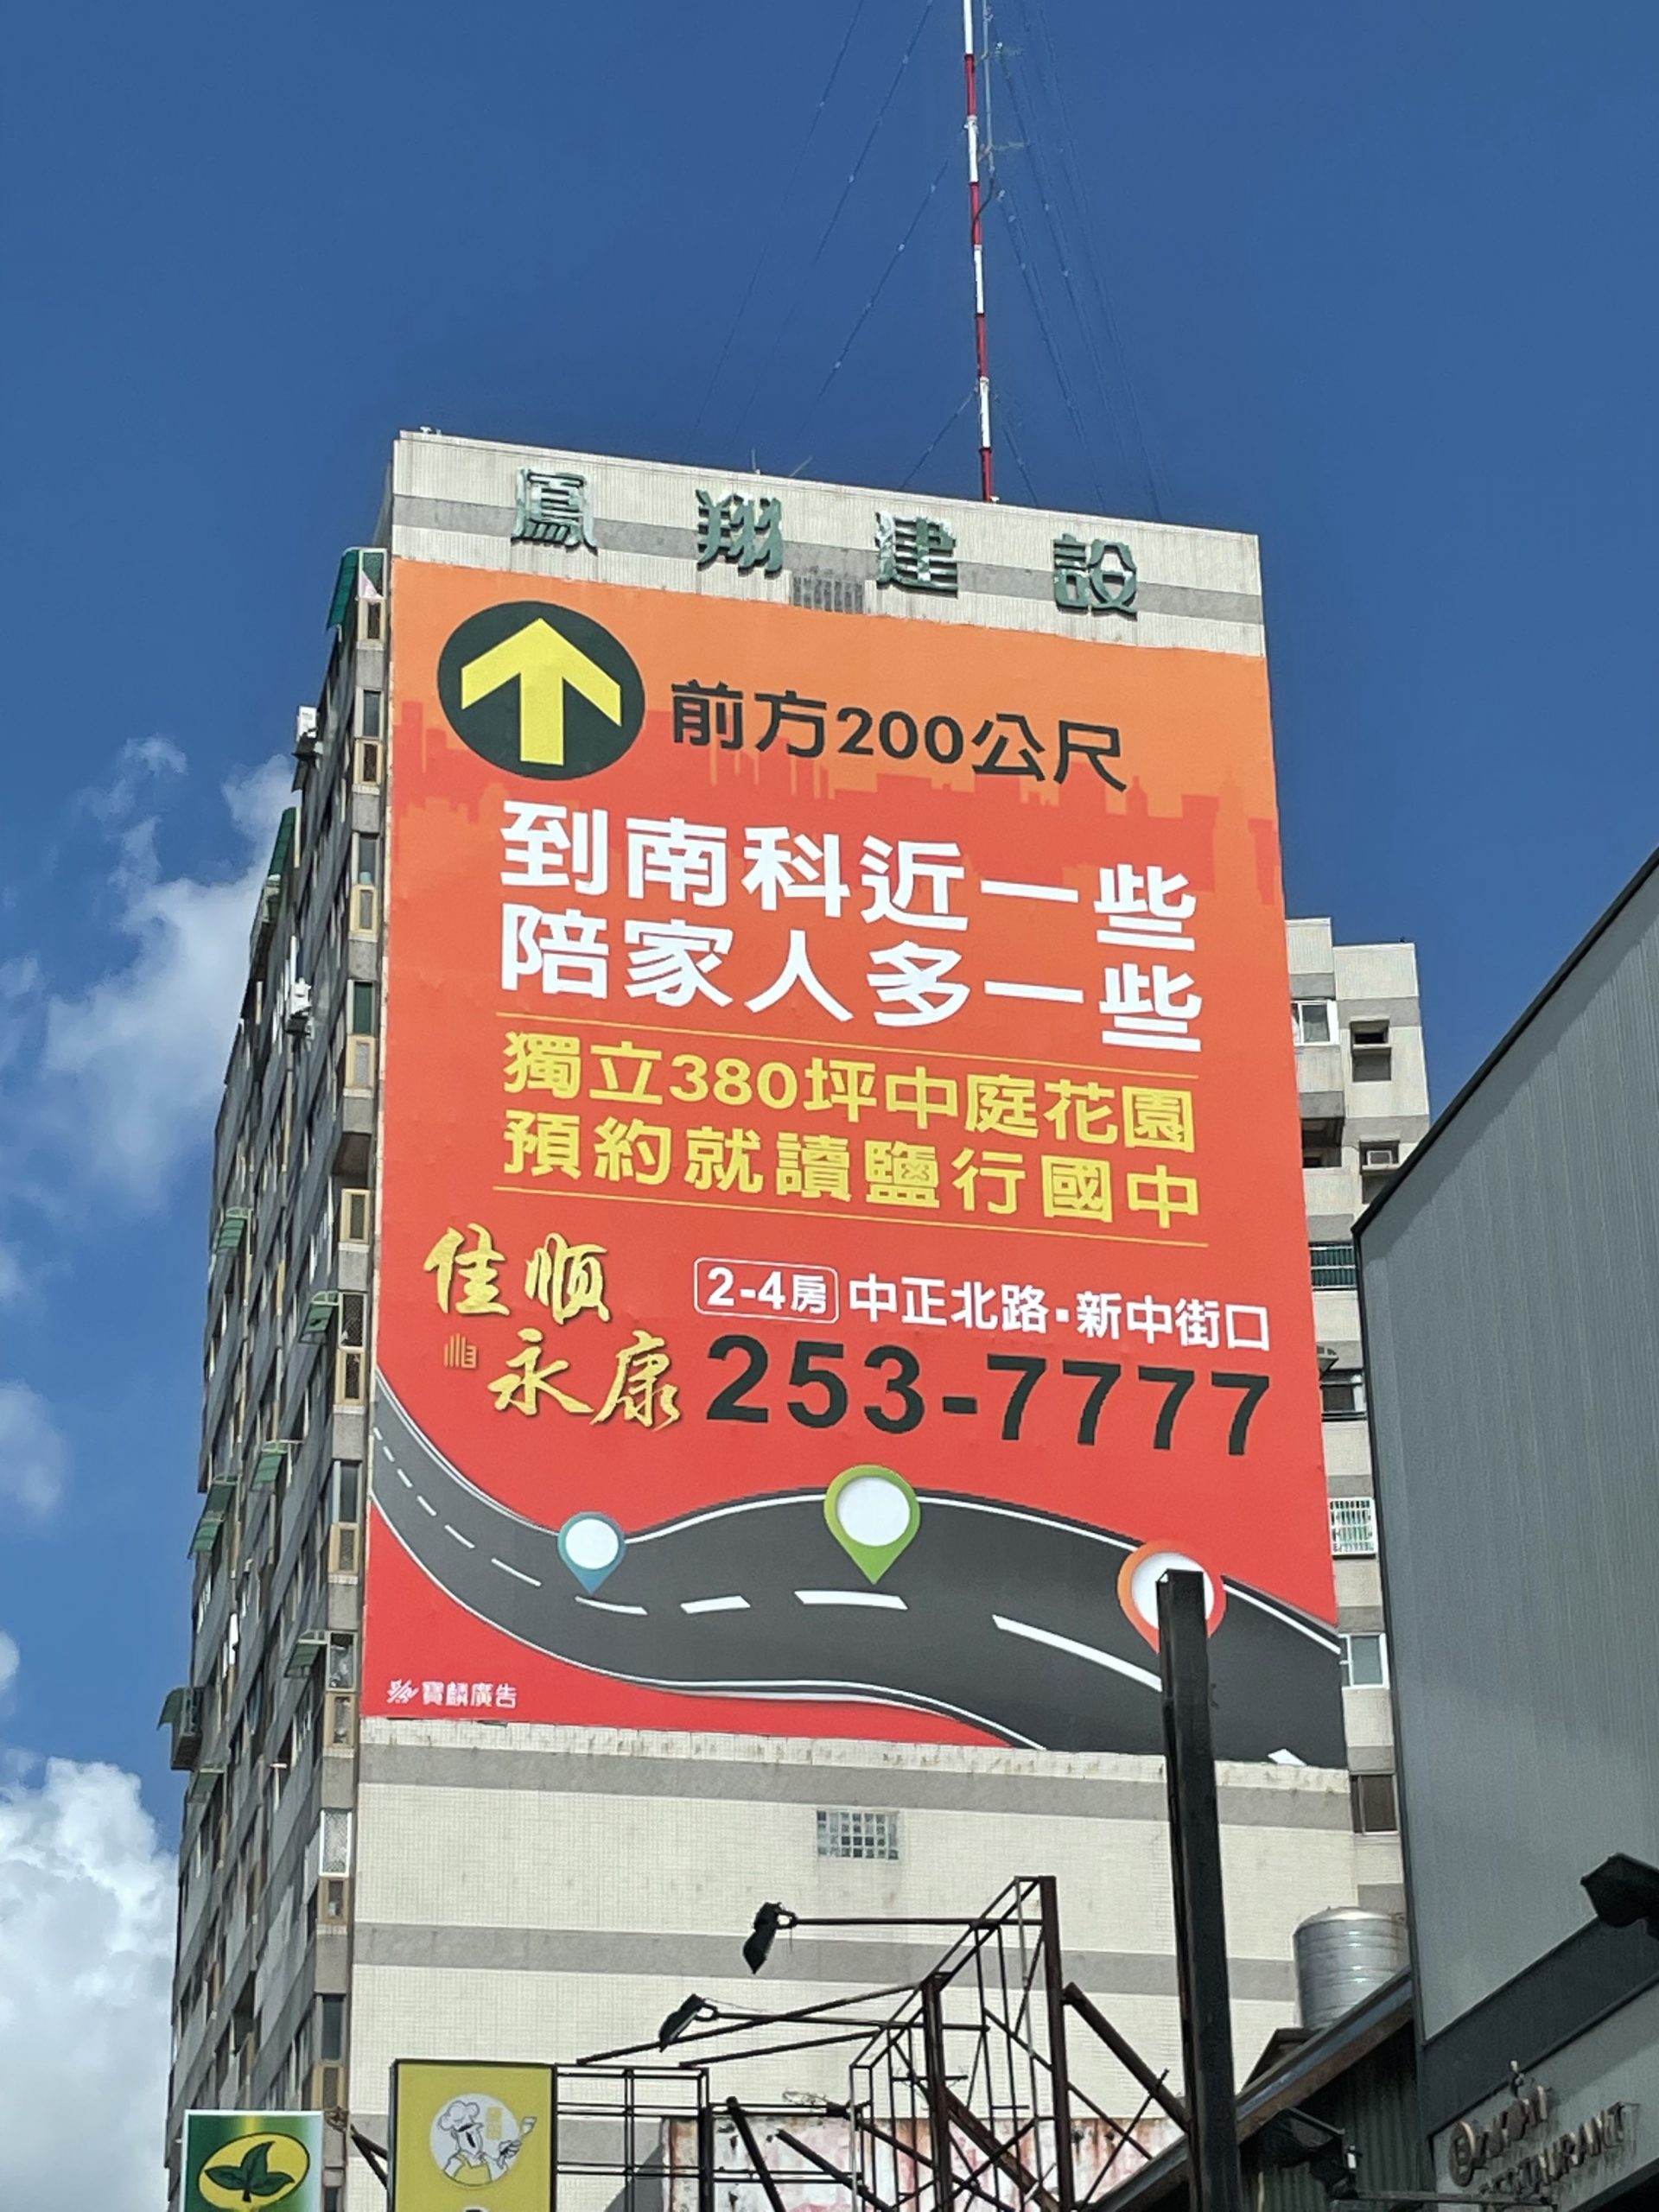 鳳翔建設
前方200公尺
到南科近一些
陪家人多一些
獨立380坪中庭花園
預約就讀鹽行國中
佳順
永康
2-4房 中正北路·新中街口
253-7777
寶麟廣告
RESTAURANT